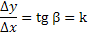 Δy/Δx = tg β = k